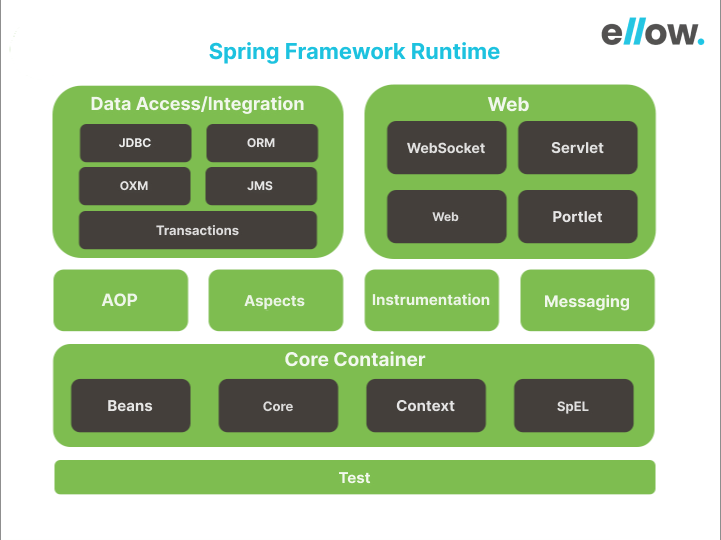 ellow.
Spring Framework Runtime
Data Access/Integration
JDBC
ORM
OXM
JMS
Transactions
Web
WebSocket
Servlet
Web
Portlet
AOP
Aspects
Instrumentation
Messaging
Core Container
Beans
Core
Context
SpEL
Test